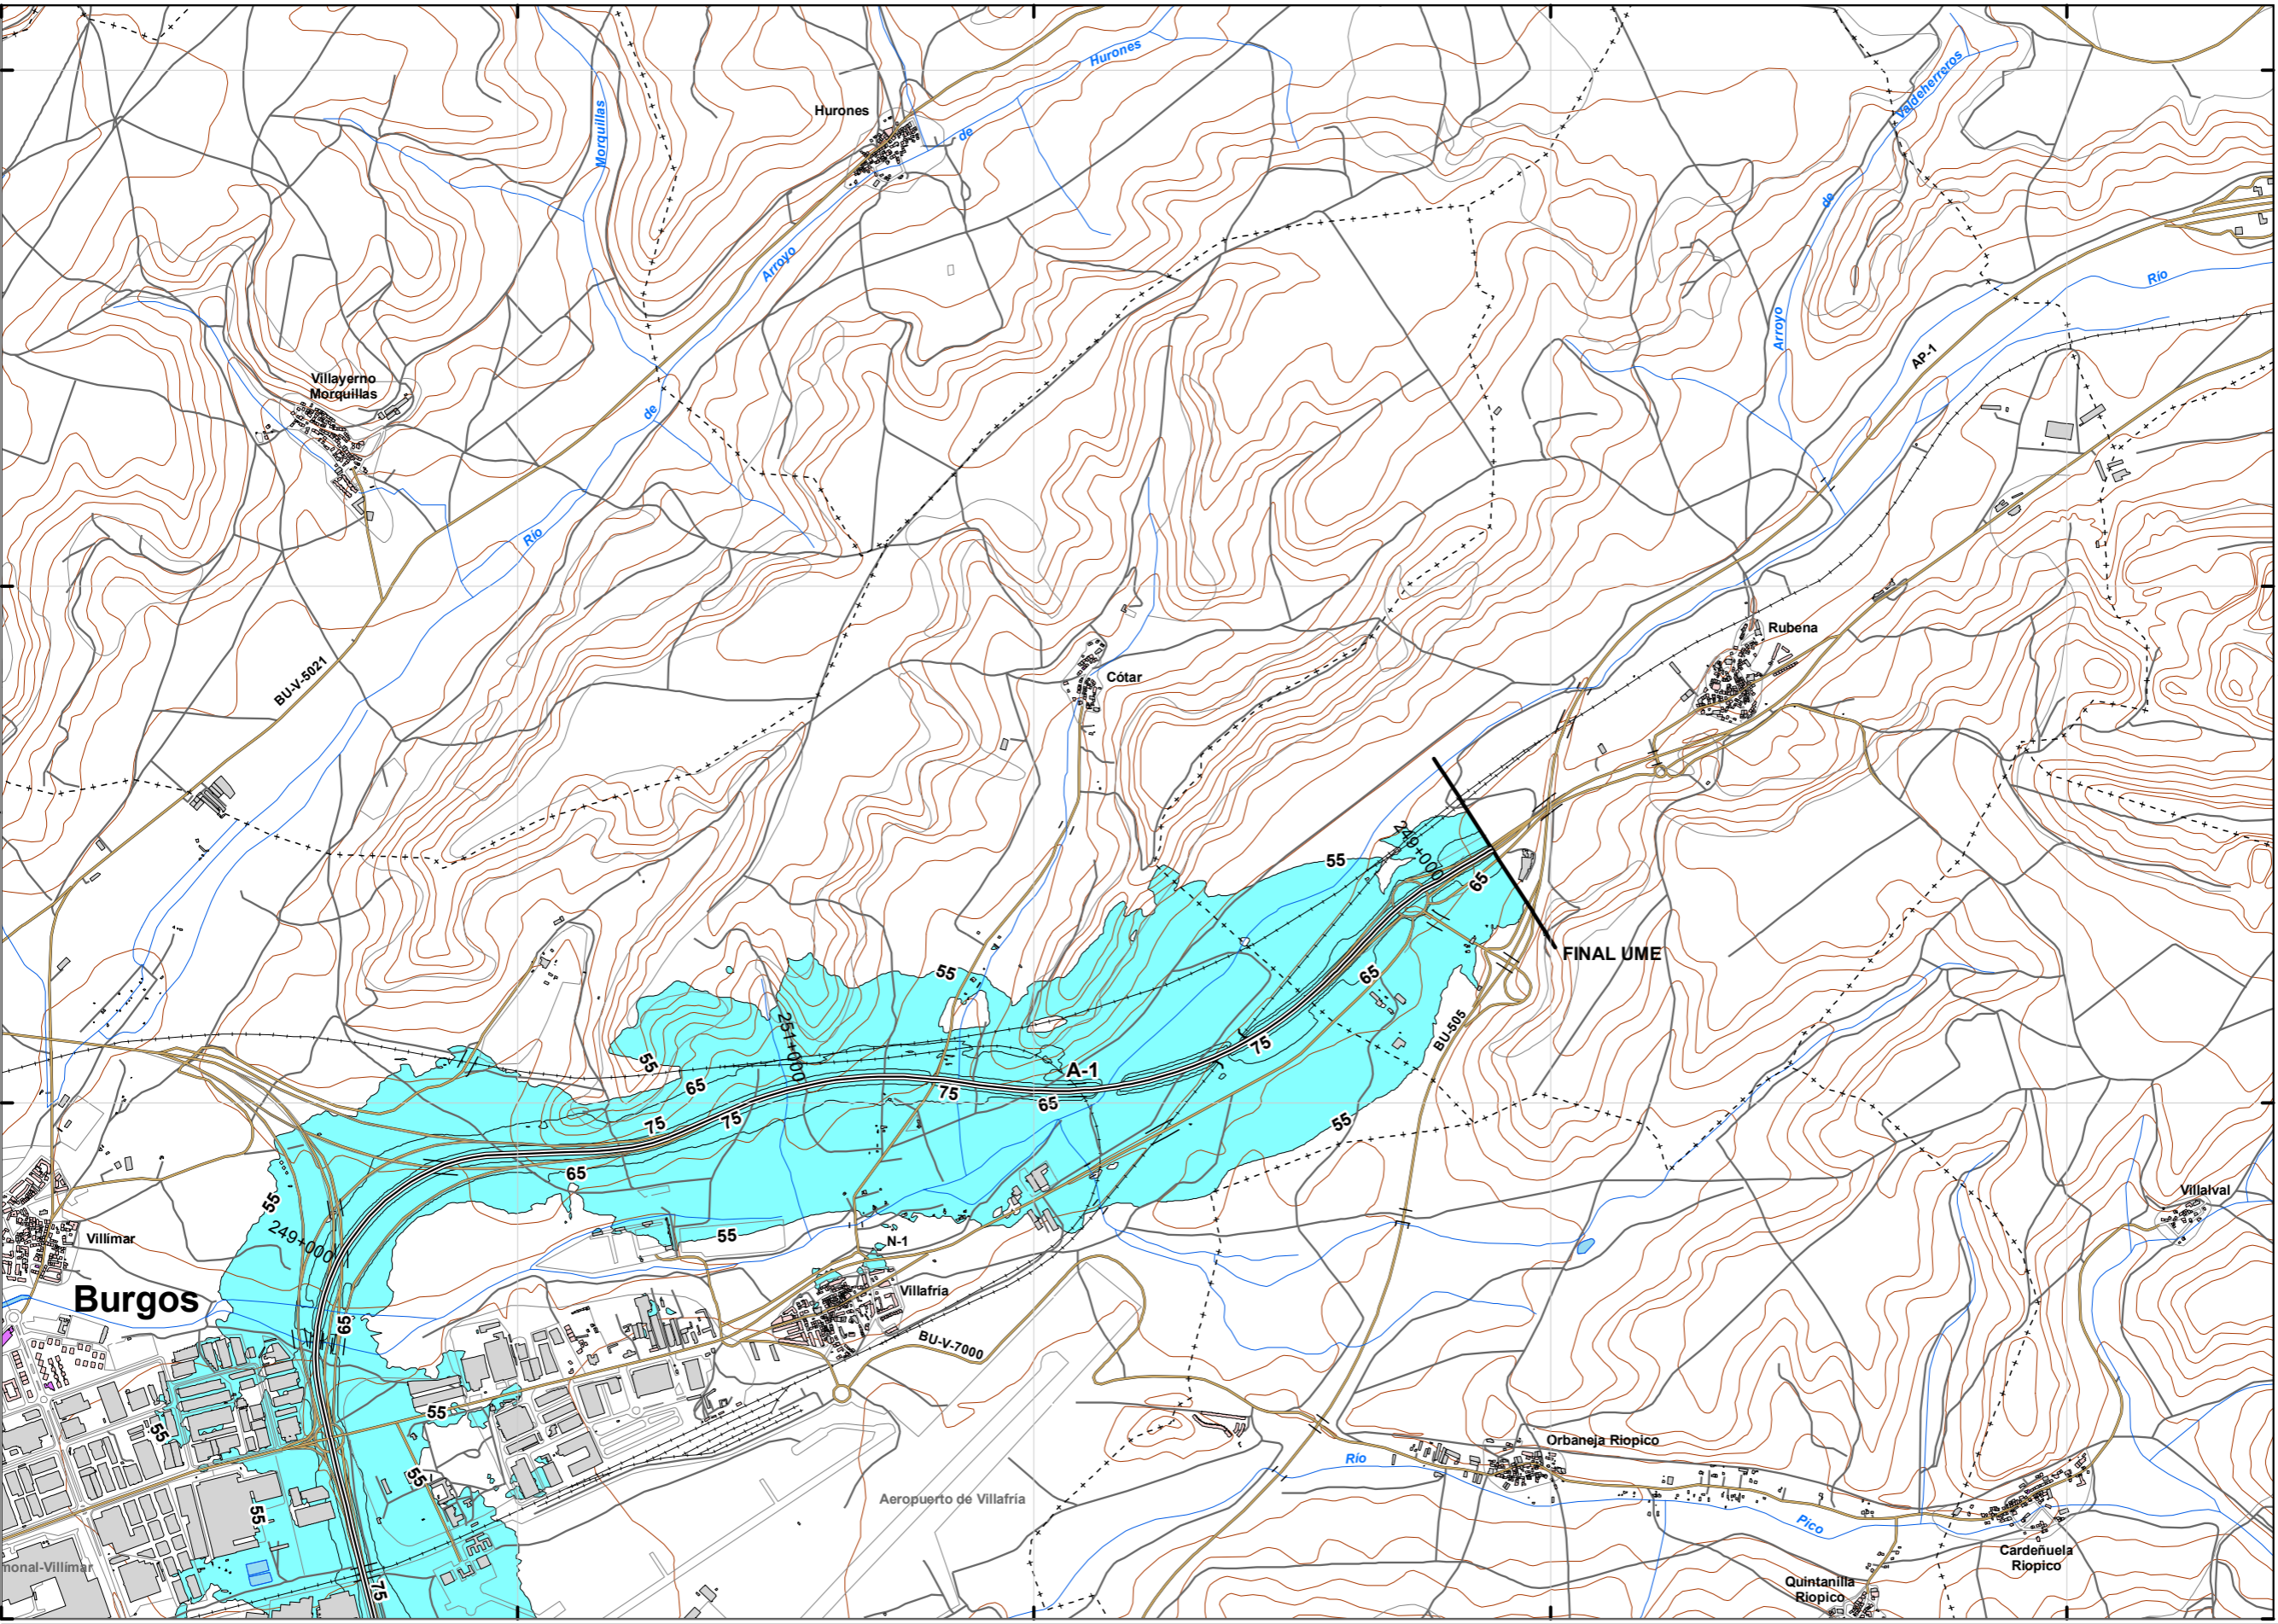 Hurones
Morquillas
Hurones
de
Valdeherreros
de
Arroyo
Río
Arroyo
AP-1
Villayerno
Morquillas
de
Río
BU-V-5021
Rubena
Cótar
249+000
55
65
FINAL UME
55
65
251+000
BU-505
75
55
A-1
65
75
65
75
75
55
65
55
249+000
55
Villímar
N-1
Villalval
Burgos
Villafría
65
BU-V-7000
55
55
Orbaneja Riopico
Río
55
Aeropuerto de Villafría
55
Pico
Cardeñuela
Riopico
monal-Villímar
75
Quintanilla
Riopico